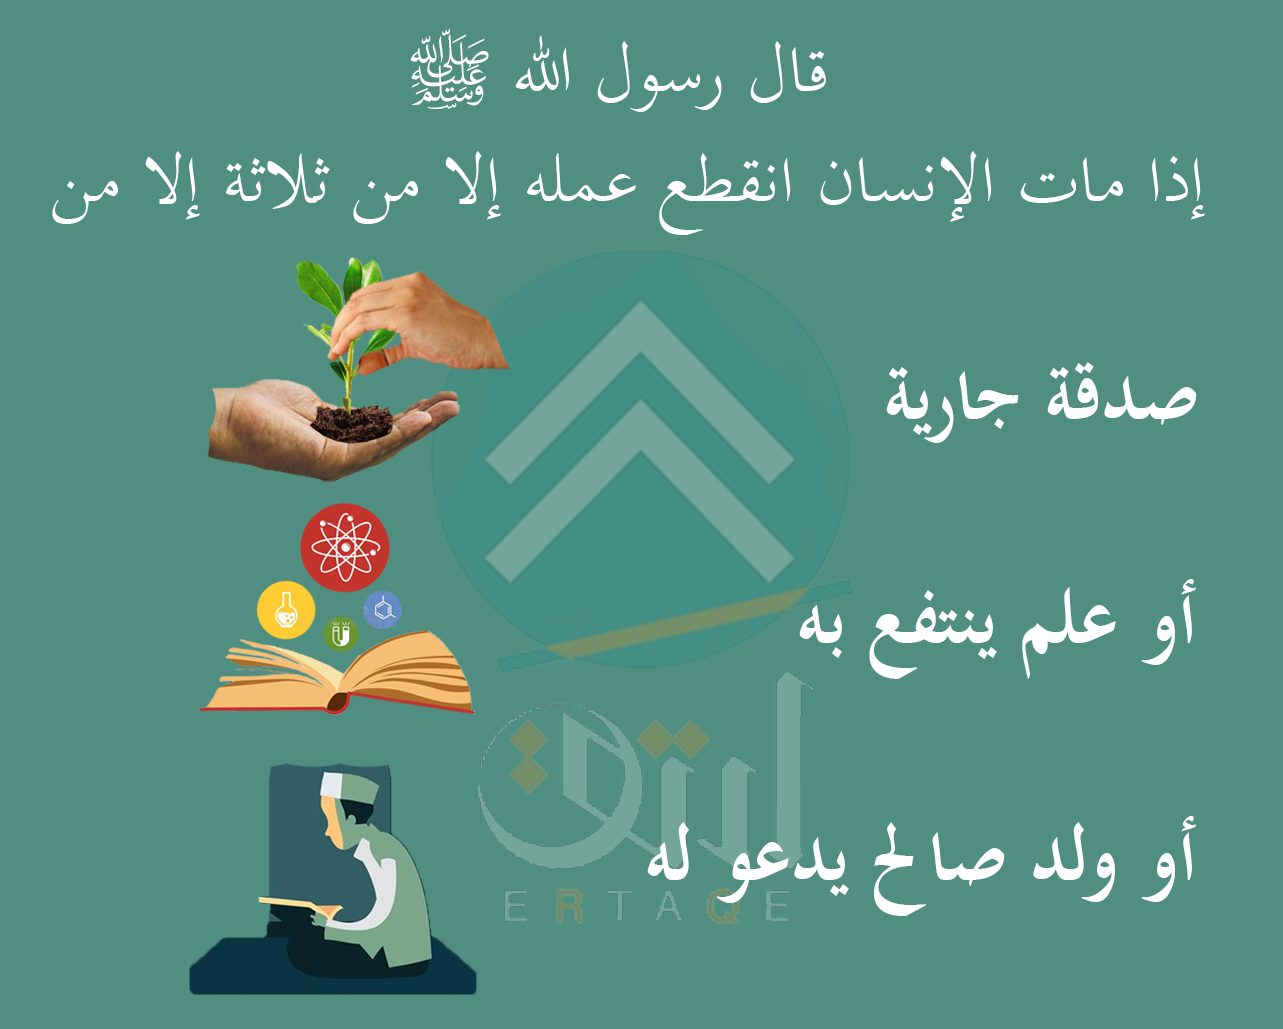 قال رسول الله ﷺ
إذا مات الإنسان انقطع عمله إلا من ثلاثة إلا من
صدقة جارية
أو علم ينتفع به
أو ولد صالح يدعو له
ارتق
ERTAQE